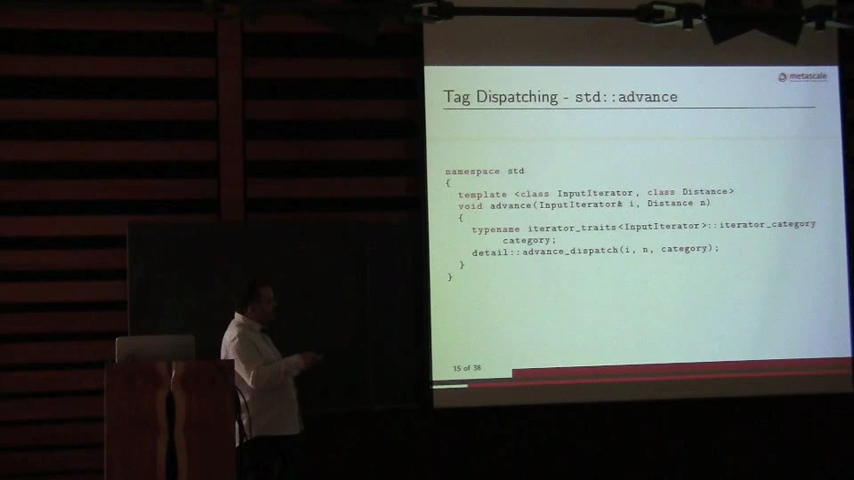 metascale
Tag Dispatching - std::advance
namespace std
{
template <class InputIterator, class Distance>
void advance(InputIterator& i, Distance n)
{
typename iterator_traits<InputIterator>::iterator_category
category;
detail::advance_dispatch(i, n, category);
}
}
15 of 38